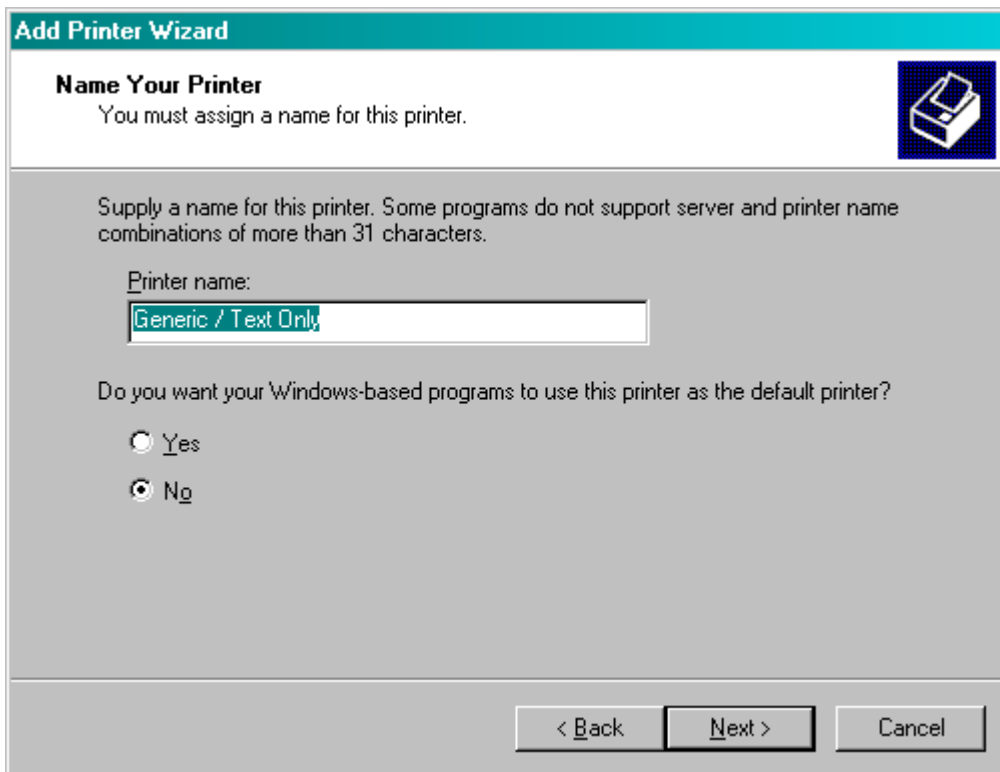 Add Printer Wizard
Name Your Printer
You must assign a name for this printer.
Supply a name for this printer. Some programs do not support server and printer name
combinations of more than 31 characters.
Printer name:
Generic / Text Only
Do you want your Windows-based programs to use this printer as the default printer?
Yes
No
< Back
Next >
Cancel